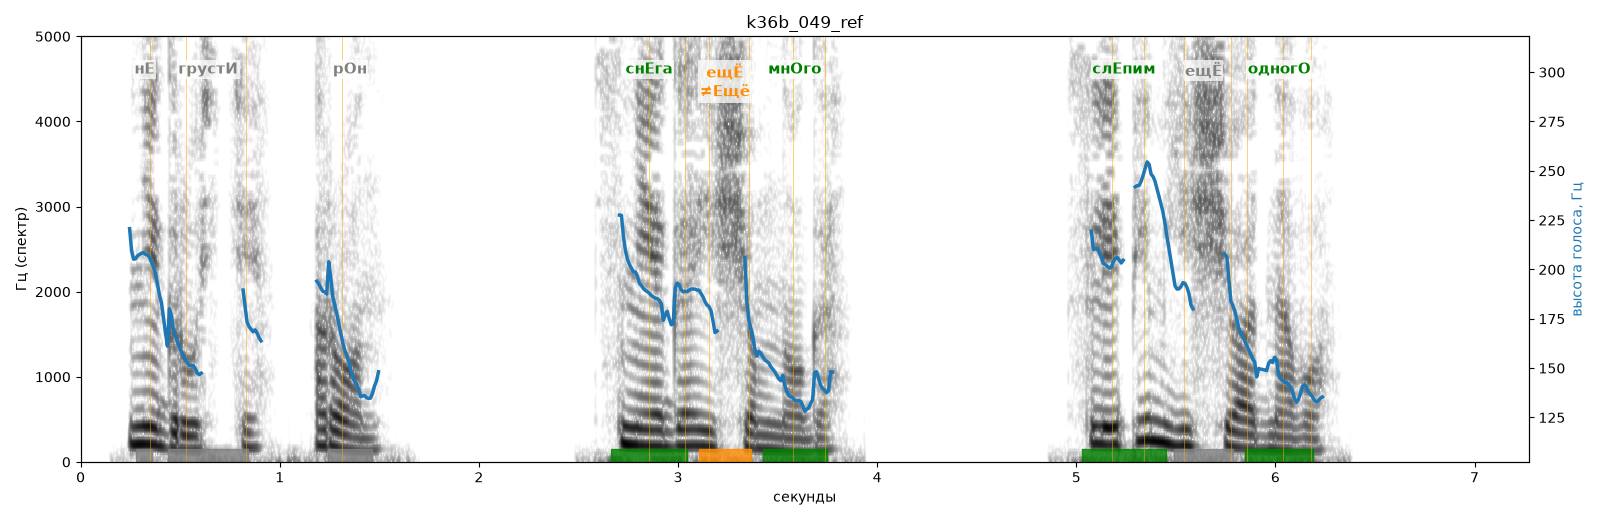 k36b_049_ref
5000
4000
3000
2000
1000
0
Гц (спектр)
нЕ грустИ рОн снЕга ещЁ мнОго слЕпим ещЁ одногО
≠Ещё
300
275
250
225
200
175
150
125
высота голоса, Гц
0 1 2 3 4 5 6 7
секунды